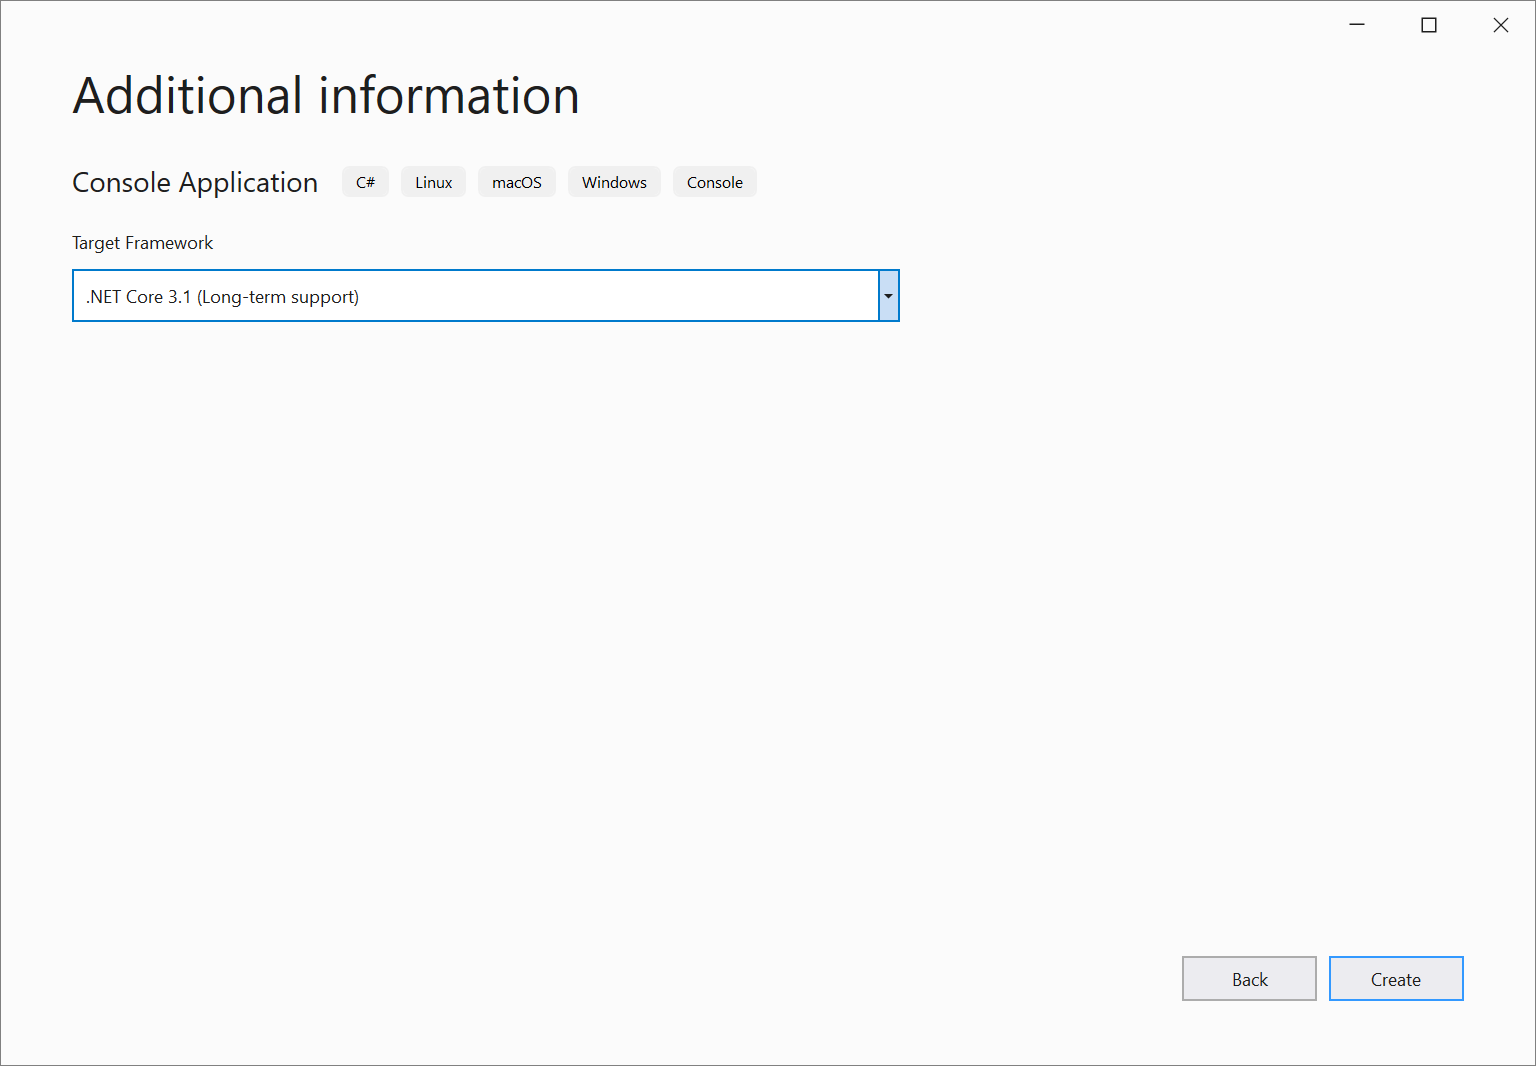 Additional information
Console Application C# Linux macOS Windows Console
Target Framework
.NET Core 3.1 (Long-term support)
Back Create